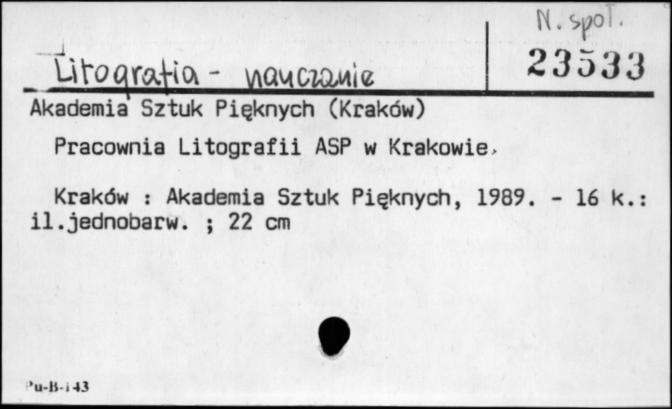 N. społ.
Litografia - nauczanie
23533
Akademia Sztuk Pięknych (Kraków)
Pracownia Litografii ASP w Krakowie.
Kraków : Akademia Sztuk Pięknych, 1989. - 16 k.:
il.jednobarw. ; 22 cm
Pu-B-143